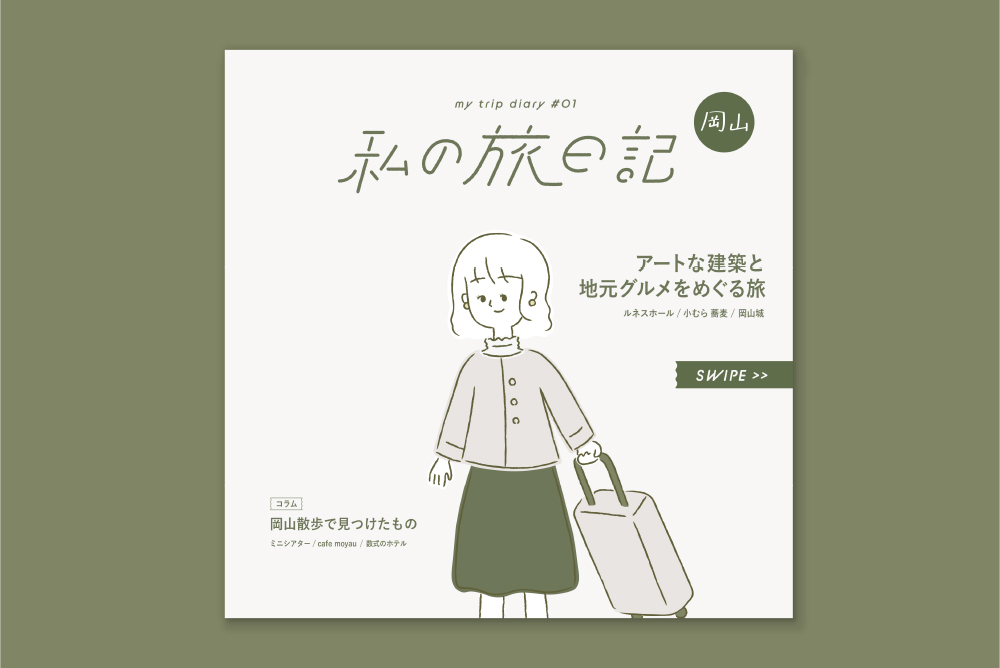 my trip diary #01
私の旅日記
岡山
アートな建築と
地元グルメをめぐる旅
ルネスホール / 小むら 蕎麦 / 岡山城
SWIPE >>
コラム
岡山散歩で見つけたもの
ミニシアター / cafe moyau / 数式のホテル